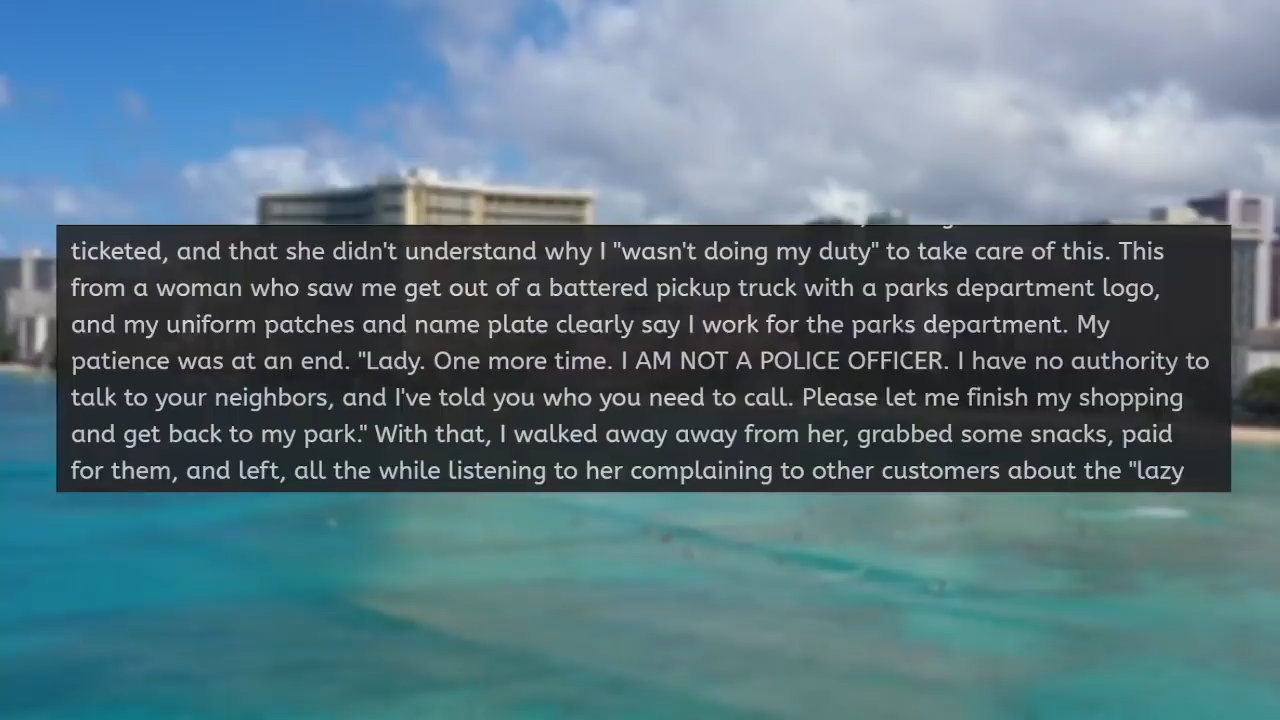 ticketed, and that she didn't understand why I "wasn't doing my duty" to take care of this. This
from a woman who saw me get out of a battered pickup truck with a parks department logo,
and my uniform patches and name plate clearly say I work for the parks department. My
patience was at an end. "Lady. One more time. I AM NOT A POLICE OFFICER. I have no authority to
talk to your neighbors, and I've told you who you need to call. Please let me finish my shopping
and get back to my park." With that, I walked away away from her, grabbed some snacks, paid
for them, and left, all the while listening to her complaining to other customers about the "lazy